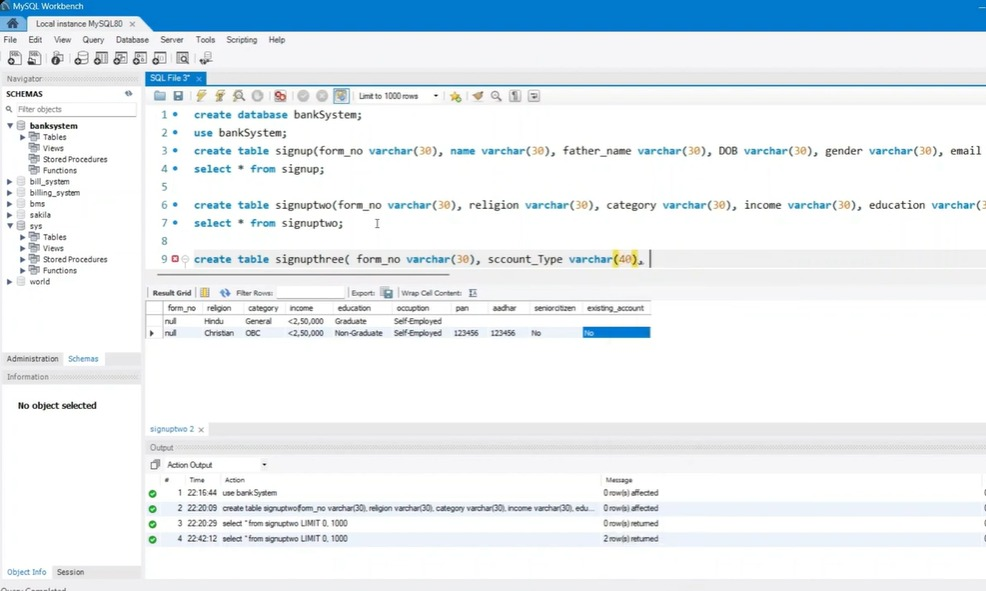 MySQL Workbench
Local instance MySQL80 ×
File Edit View Query Database Server Tools Scripting Help
Navigator
SCHEMAS
Filter objects
banksystem
Tables
Views
Stored Procedures
Functions
bill_system
billing_system
bms
sakila
sys
Tables
Views
Stored Procedures
Functions
world
Administration Schemas
Information
No object selected
Object Info Session
Query Completed
SQL File 3* ×
Limit to 1000 rows
1 create database bankSystem;
2 use bankSystem;
3 create table signup(form_no varchar(30), name varchar(30), father_name varchar(30), DOB varchar(30), gender varchar(30), email
4 select * from signup;
5
6 create table signuptwo(form_no varchar(30), religion varchar(30), category varchar(30), income varchar(30), education varchar(3
7 select * from signuptwo;
8
9 create table signupthree( form_no varchar(30), sccount_Type varchar(40),
Result Grid Filter Rows: Export: Wrap Cell Content:
form_no religion category income education occuption pan aadhar seniorcitizen existing_account
null Hindu General <2,50,000 Graduate Self-Employed
null Christian OBC <2,50,000 Non-Graduate Self-Employed 123456 123456 No No
signuptwo 2 ×
Output
Action Output
# Time Action Message
1 22:16:44 use bankSystem 0 row(s) affected
2 22:20:09 create table signuptwo(form_no varchar(30), religion varchar(30), category varchar(30), income varchar(30), edu... 0 row(s) affected
3 22:20:29 select * from signuptwo LIMIT 0, 1000 0 row(s) returned
4 22:42:12 select * from signuptwo LIMIT 0, 1000 2 row(s) returned